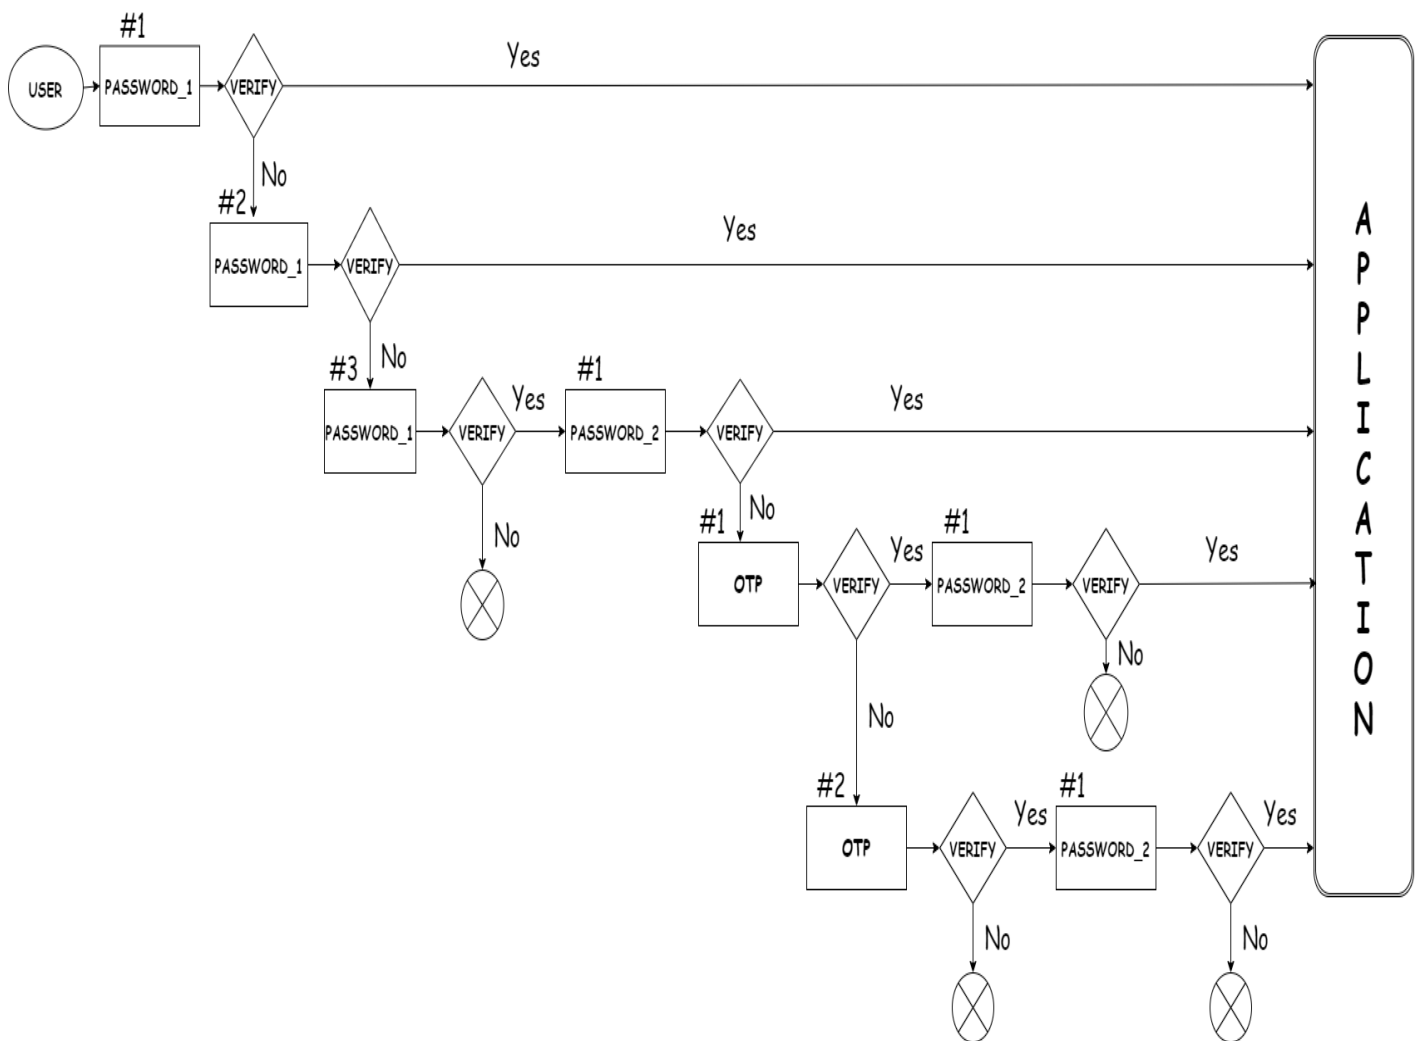 #1
Yes
USER
PASSWORD_1
VERIFY
No
#2
Yes
PASSWORD_1
VERIFY
No
#3
#1
Yes
Yes
PASSWORD_1
VERIFY
PASSWORD_2
VERIFY
No
No
#1
#1
Yes
Yes
OTP
VERIFY
PASSWORD_2
VERIFY
No
No
#2
#1
Yes
Yes
OTP
VERIFY
PASSWORD_2
VERIFY
No
No
APPLICATION